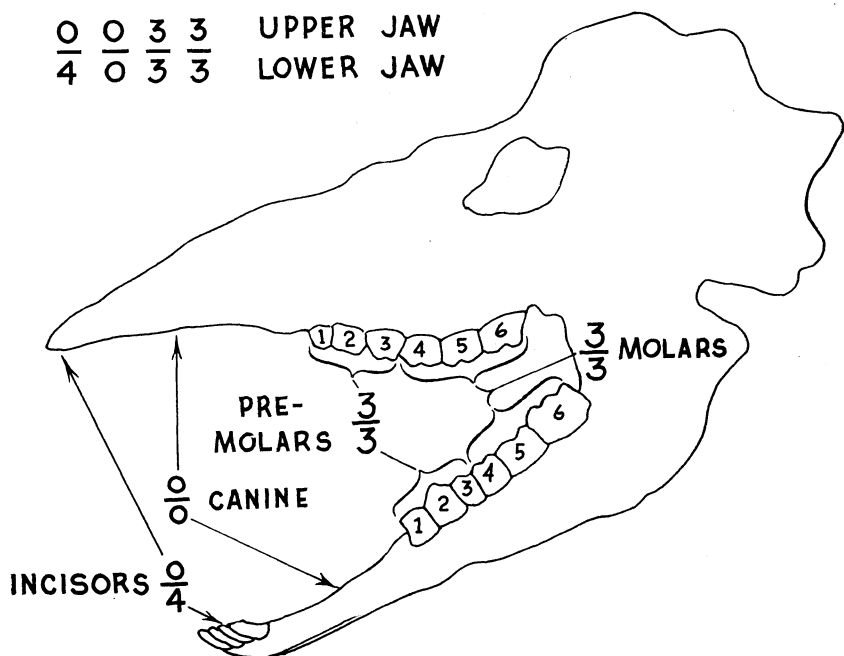 0 0 3 3 UPPER JAW
4 0 3 3 LOWER JAW
1 2 3 4 5 6
3
3 MOLARS
PRE-
MOLARS 3
3
6
5
4
3
2
1
0
0 CANINE
INCISORS 0
4